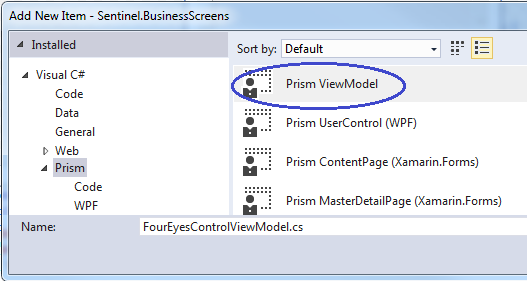 Add New Item - Sentinel.BusinessScreens
Installed
Sort by: Default
Visual C#
Code
Data
General
Web
Prism
Code
WPF
Prism ViewModel
Prism UserControl (WPF)
Prism ContentPage (Xamarin.Forms)
Prism MasterDetailPage (Xamarin.Forms)
Name: FourEyesControlViewModel.cs